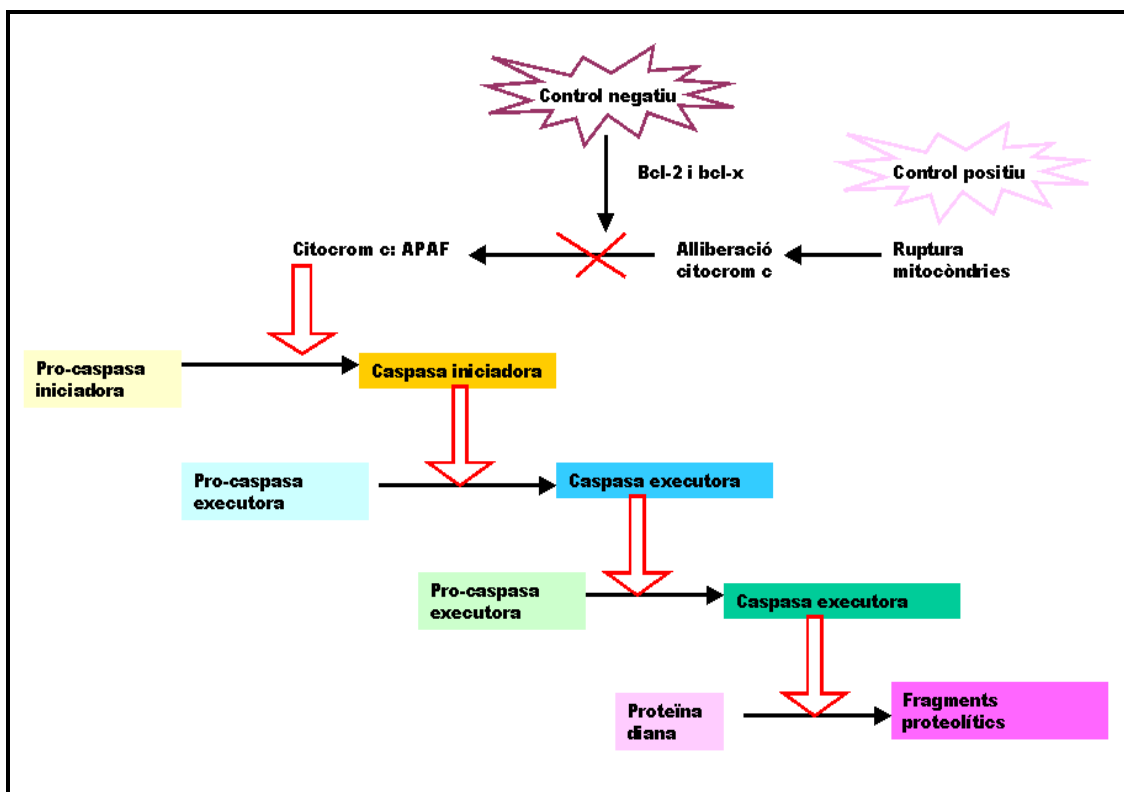 Control negatiu
Bcl-2 i bcl-x
Control positiu
Citocrom c: APAF
Alliberació
citocrom c
Ruptura
mitocòndries
Pro-caspasa
iniciadora
Caspasa iniciadora
Pro-caspasa
executora
Caspasa executora
Pro-caspasa
executora
Caspasa executora
Proteïna
diana
Fragments
proteolítics